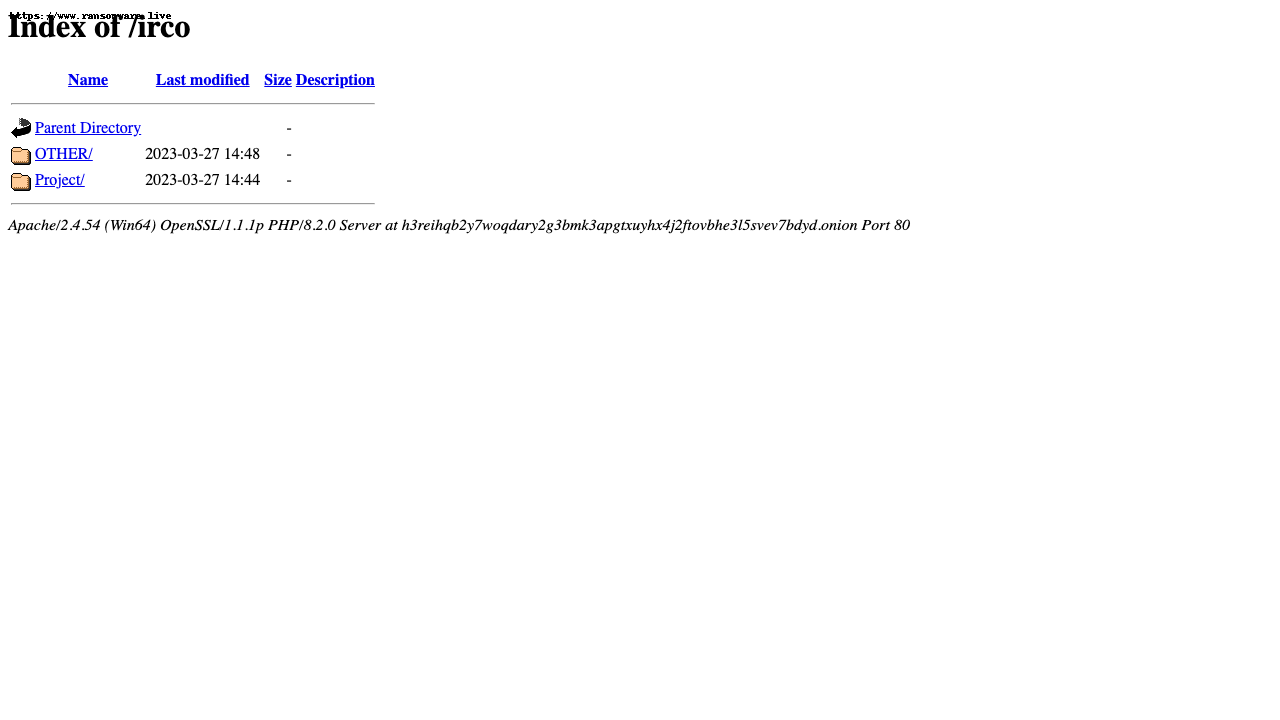 https://www.ransomware.live
Index of /irco
Name Last modified Size Description
Parent Directory -
OTHER/ 2023-03-27 14:48 -
Project/ 2023-03-27 14:44 -
Apache/2.4.54 (Win64) OpenSSL/1.1.1p PHP/8.2.0 Server at h3reihqb2y7woqdary2g3bmk3apgtxuyhx4j2ftovbhe3l5svev7bdyd.onion Port 80